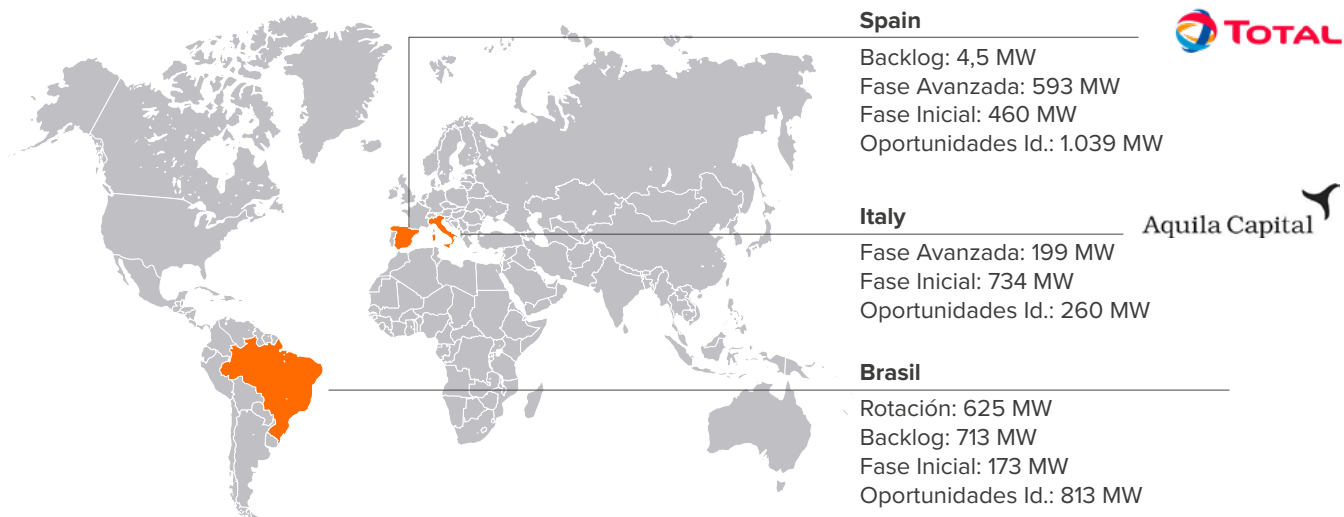 Spain
TOTAL
Backlog: 4,5 MW
Fase Avanzada: 593 MW
Fase Inicial: 460 MW
Oportunidades Id.: 1.039 MW
Italy
Aquila Capital
Fase Avanzada: 199 MW
Fase Inicial: 734 MW
Oportunidades Id.: 260 MW
Brasil
Rotación: 625 MW
Backlog: 713 MW
Fase Inicial: 173 MW
Oportunidades Id.: 813 MW